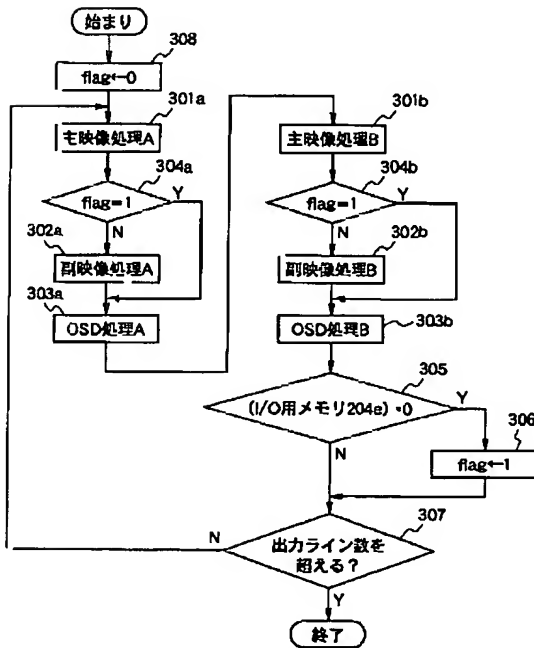 始まり
308
flag←0
301a
主映像処理A
304a
flag=1
Y
N
302a
副映像処理A
303a
OSD処理A
301b
主映像処理B
304b
flag=1
Y
N
302b
副映像処理B
OSD処理B
303b
305
(I/O用メモリ204e)=0
Y
306
N
flag←1
307
N
出力ライン数を
超える?
Y
終了